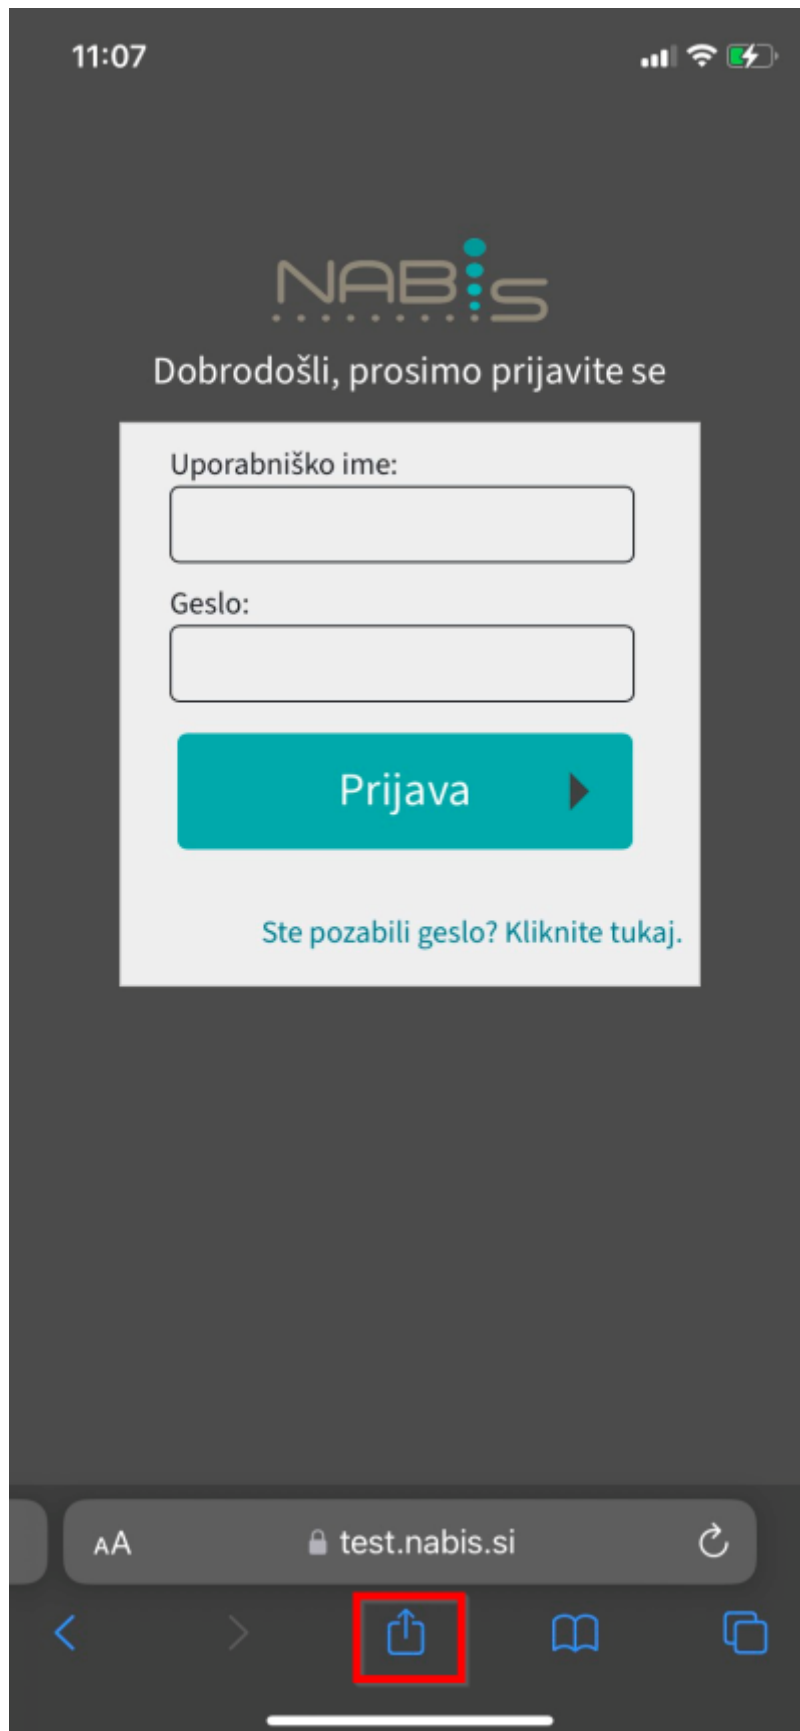 11:07
NABiS
Dobrodošli, prosimo prijavite se
Uporabniško ime:
Geslo:
Prijava
Ste pozabili geslo? Kliknite tukaj.
AA test.nabis.si